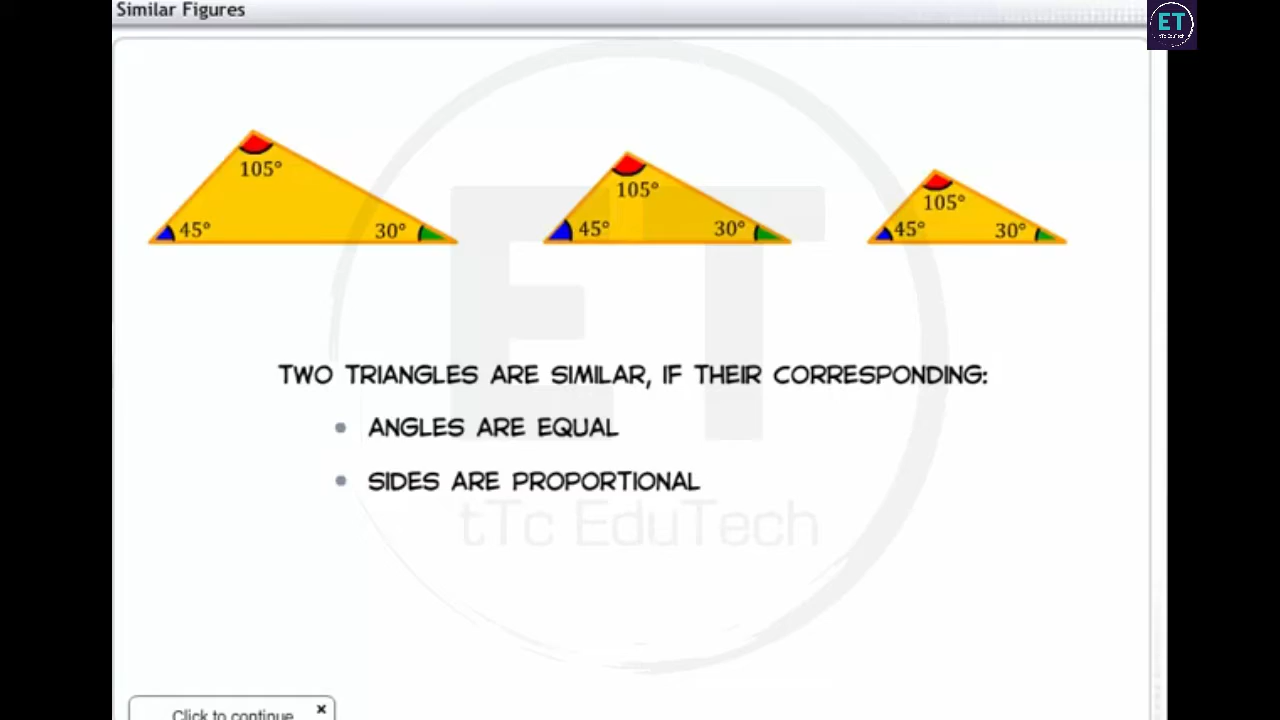 Similar Figures
ET
105°
45°
30°
105°
45°
30°
105°
45°
30°
TWO TRIANGLES ARE SIMILAR, IF THEIR CORRESPONDING:
ANGLES ARE EQUAL
SIDES ARE PROPORTIONAL
ET
tTc EduTech
Click to continue
×